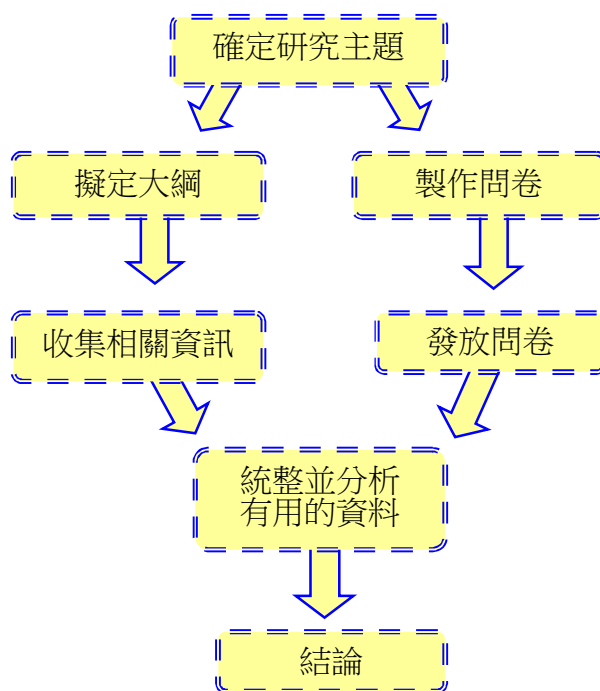 確定研究主題
擬定大綱
製作問卷
收集相關資訊
發放問卷
統整並分析
有用的資料
結論